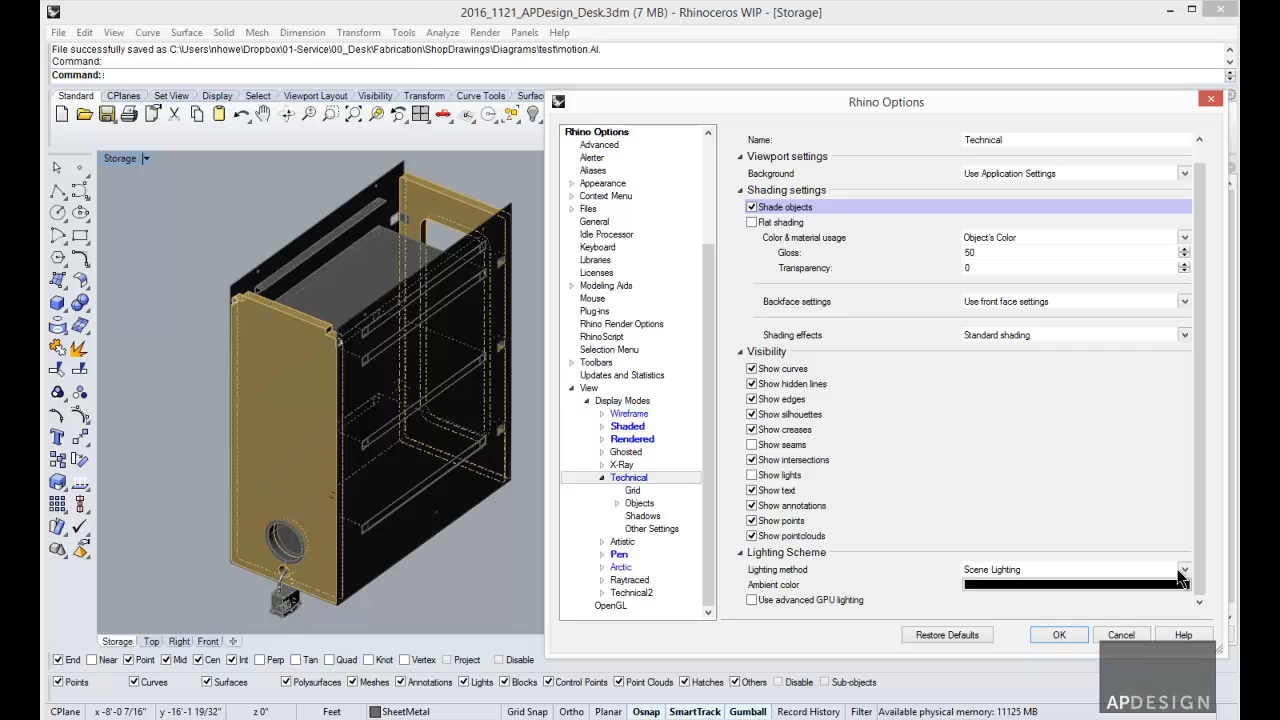 2016_1121_APDesign_Desk.3dm (7 MB) - Rhinoceros WIP - [Storage]
File Edit View Curve Surface Solid Mesh Dimension Transform Tools Analyze Render Panels Help
File successfully saved as C:\Users\nhowe\Dropbox\01-Service\00_Desk\Fabrication\ShopDrawings\Diagrams\test\motion.AI.
Command:
Command: !
Standard CPlanes Set View Display Select Viewport Layout Visibility Transform Curve Tools Surfac
Storage
Rhino Options
Rhino Options
Advanced
Alerter
Aliases
Appearance
Context Menu
Files
General
Idle Processor
Keyboard
Libraries
Licenses
Modeling Aids
Mouse
Plug-ins
Rhino Render Options
RhinoScript
Selection Menu
Toolbars
Updates and Statistics
View
Display Modes
Wireframe
Shaded
Rendered
Ghosted
X-Ray
Technical
Grid
Objects
Shadows
Other Settings
Artistic
Pen
Arctic
Raytraced
Technical2
OpenGL
Name: Technical
Viewport settings
Background Use Application Settings
Shading settings
Shade objects
Flat shading
Color & material usage Object's Color
Gloss: 50
Transparency: 0
Backface settings Use front face settings
Shading effects Standard shading
Visibility
Show curves
Show hidden lines
Show edges
Show silhouettes
Show creases
Show seams
Show intersections
Show lights
Show text
Show annotations
Show points
Show pointclouds
Lighting Scheme
Lighting method Scene Lighting
Ambient color
Use advanced GPU lighting
Restore Defaults OK Cancel Help
Storage Top Right Front
End Near Point Mid Cen Int Perp Tan Quad Knot Vertex Project Disable
Points Curves Surfaces Polysurfaces Meshes Annotations Lights Blocks Control Points Point Clouds Hatches Others Disable Sub-objects
CPlane x -8'-0 7/16" y -16'-1 19/32" z 0" Feet SheetMetal Grid Snap Ortho Planar Osnap SmartTrack Gumball Record History Filter Available physical memory: 11125 MB
APDESIGN